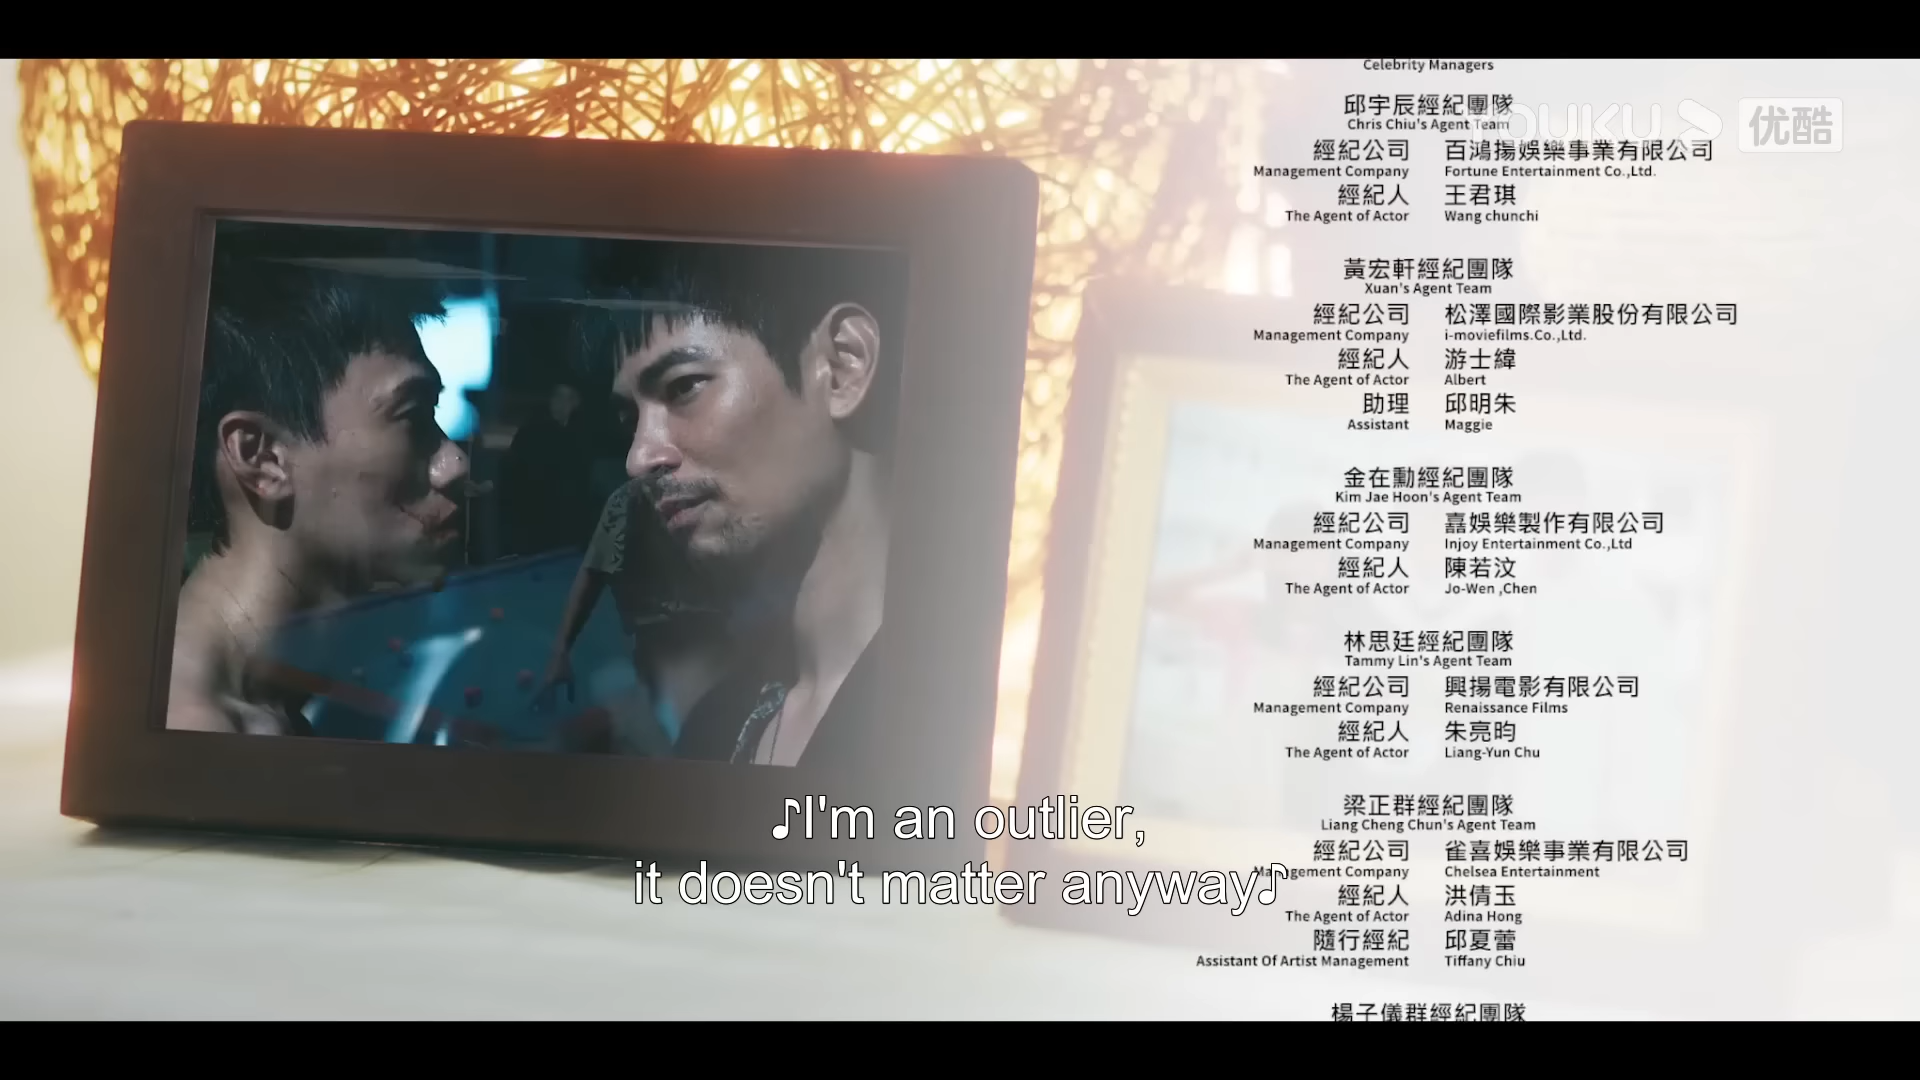 Celebrity Managers
邱宇辰經紀團隊
Chris Chiu's Agent Team
YOUKU 优酷
經紀公司 百鴻揚娛樂事業有限公司
Management Company Fortune Entertainment Co.,Ltd.
經紀人 王君琪
The Agent of Actor Wang chunchi
黃宏軒經紀團隊
Xuan's Agent Team
經紀公司 松澤國際影業股份有限公司
Management Company i-moviefilms.Co.,Ltd.
經紀人 游士緯
The Agent of Actor Albert
助理 邱明朱
Assistant Maggie
金在勳經紀團隊
Kim Jae Hoon's Agent Team
經紀公司 嘉娛樂製作有限公司
Management Company Injoy Entertainment Co.,Ltd
經紀人 陳若汶
The Agent of Actor Jo-Wen ,Chen
林思廷經紀團隊
Tammy Lin's Agent Team
經紀公司 興揚電影有限公司
Management Company Renaissance Films
經紀人 朱亮昀
The Agent of Actor Liang-Yun Chu
梁正群經紀團隊
Liang Cheng Chun's Agent Team
經紀公司 雀喜娛樂事業有限公司
Management Company Chelsea Entertainment
經紀人 洪倩玉
The Agent of Actor Adina Hong
隨行經紀 邱夏蕾
Assistant Of Artist Management Tiffany Chiu
楊子儀群經紀團隊
♪I'm an outlier,
it doesn't matter anyway♪